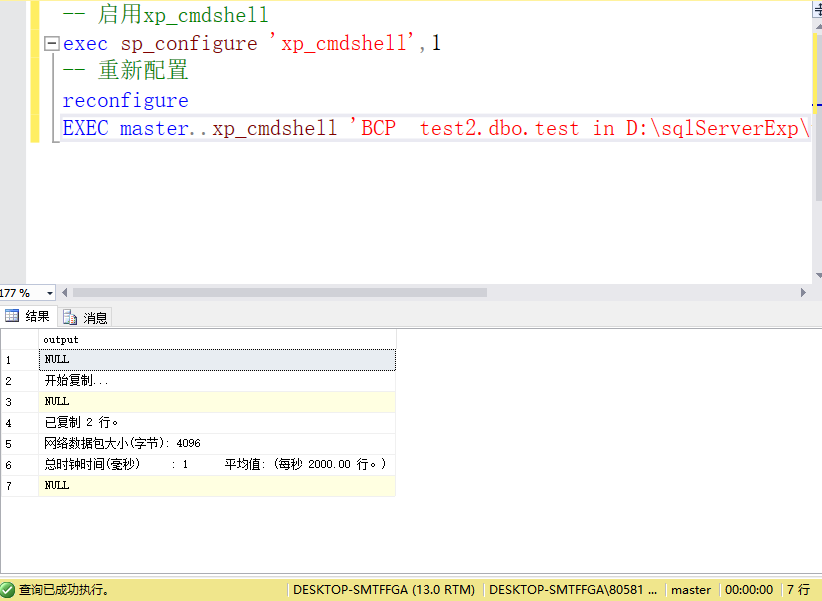 -- 启用xp_cmdshell
exec sp_configure 'xp_cmdshell',1
-- 重新配置
reconfigure
EXEC master..xp_cmdshell 'BCP  test2.dbo.test in D:\sqlServerExp\
177 %
结果 消息
output
1 NULL
2 开始复制...
3 NULL
4 已复制 2 行。
5 网络数据包大小(字节): 4096
6 总时钟时间(毫秒)     : 1      平均值: (每秒 2000.00 行。)
7 NULL
查询已成功执行。 DESKTOP-SMTFFGA (13.0 RTM) DESKTOP-SMTFFGA\80581 ... master 00:00:00 7 行